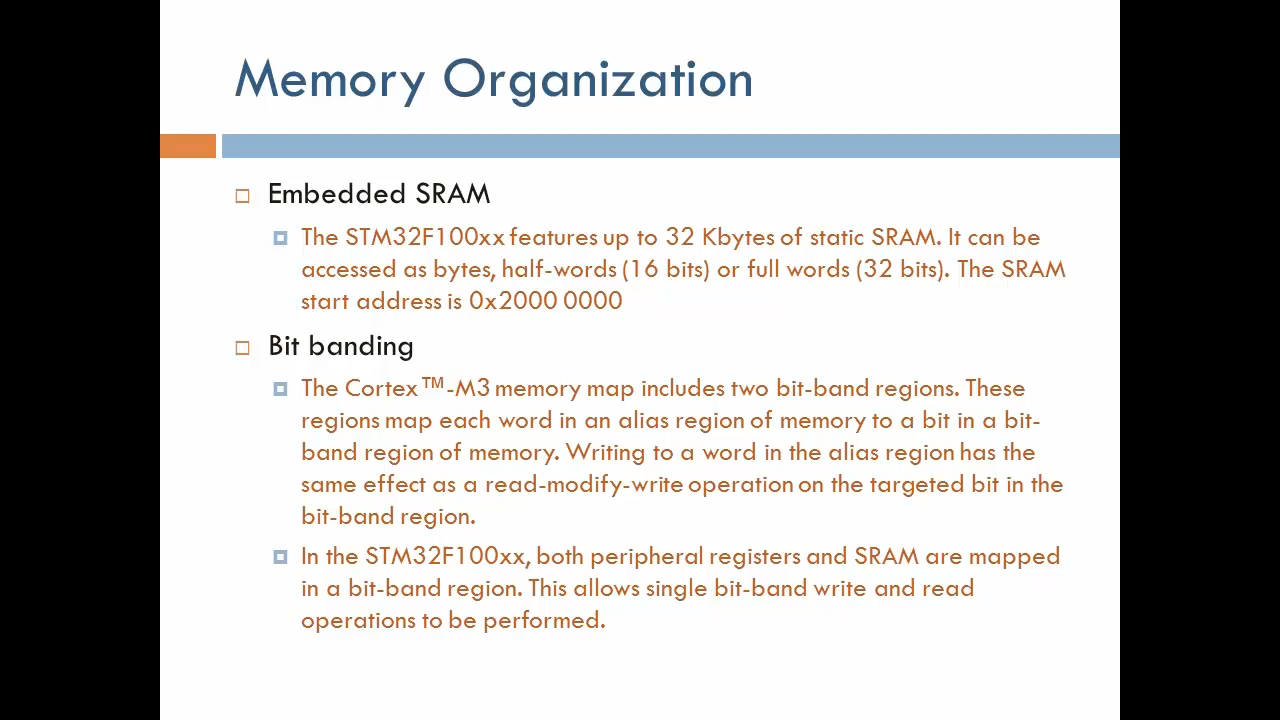 Memory Organization
Embedded SRAM
The STM32F100xx features up to 32 Kbytes of static SRAM. It can be
accessed as bytes, half-words (16 bits) or full words (32 bits). The SRAM
start address is 0x2000 0000
Bit banding
The Cortex™-M3 memory map includes two bit-band regions. These
regions map each word in an alias region of memory to a bit in a bit-
band region of memory. Writing to a word in the alias region has the
same effect as a read-modify-write operation on the targeted bit in the
bit-band region.
In the STM32F100xx, both peripheral registers and SRAM are mapped
in a bit-band region. This allows single bit-band write and read
operations to be performed.